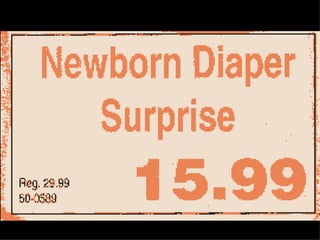 Newborn Diaper
Surprise
15.99
Reg. 29.99
50-0589